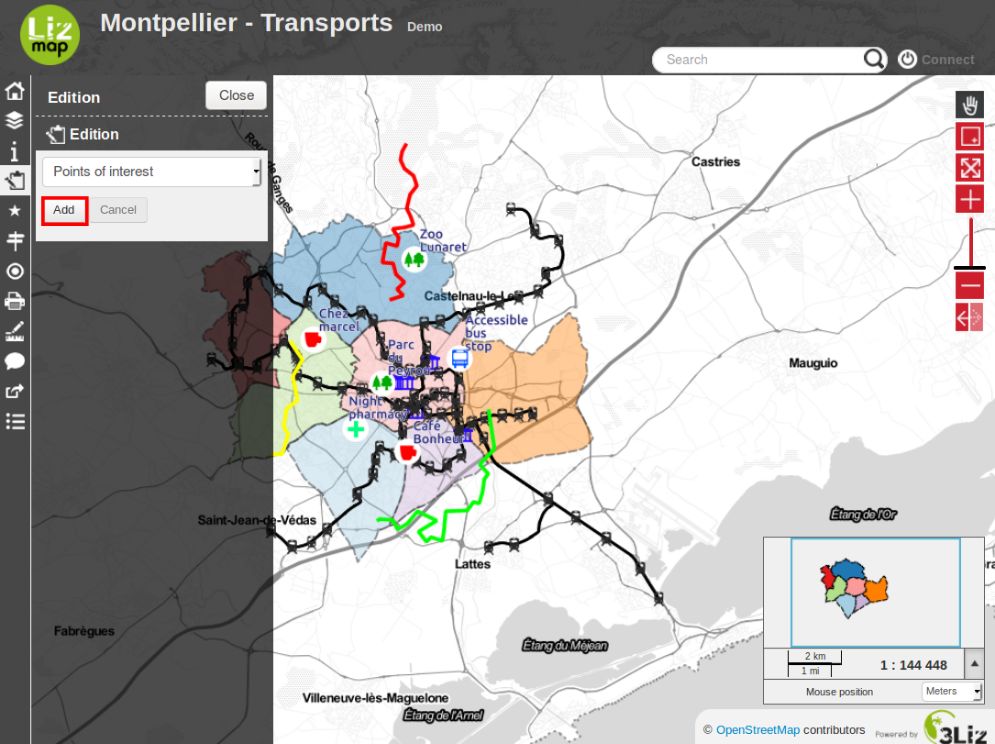 Liz
map
Montpellier - Transports Demo
Search
Connect
Edition
Close
Edition
Points of interest
Add
Cancel
Castries
Zoo
Lunaret
Castelnau-le-Lez
Chez
marcel
Accessible
bus
stop
Parc
du
Peyrou
Mauguio
Night
pharmacy
Café
Bonheur
Étang de l'Or
Saint-Jean-de-Védas
Lattes
Fabrègues
Étang du Méjean
Villeneuve-lès-Maguelone
Étang de l'Arnel
2 km
1 mi
1 : 144 448
Mouse position
Meters
© OpenStreetMap contributors
Powered by
3Liz